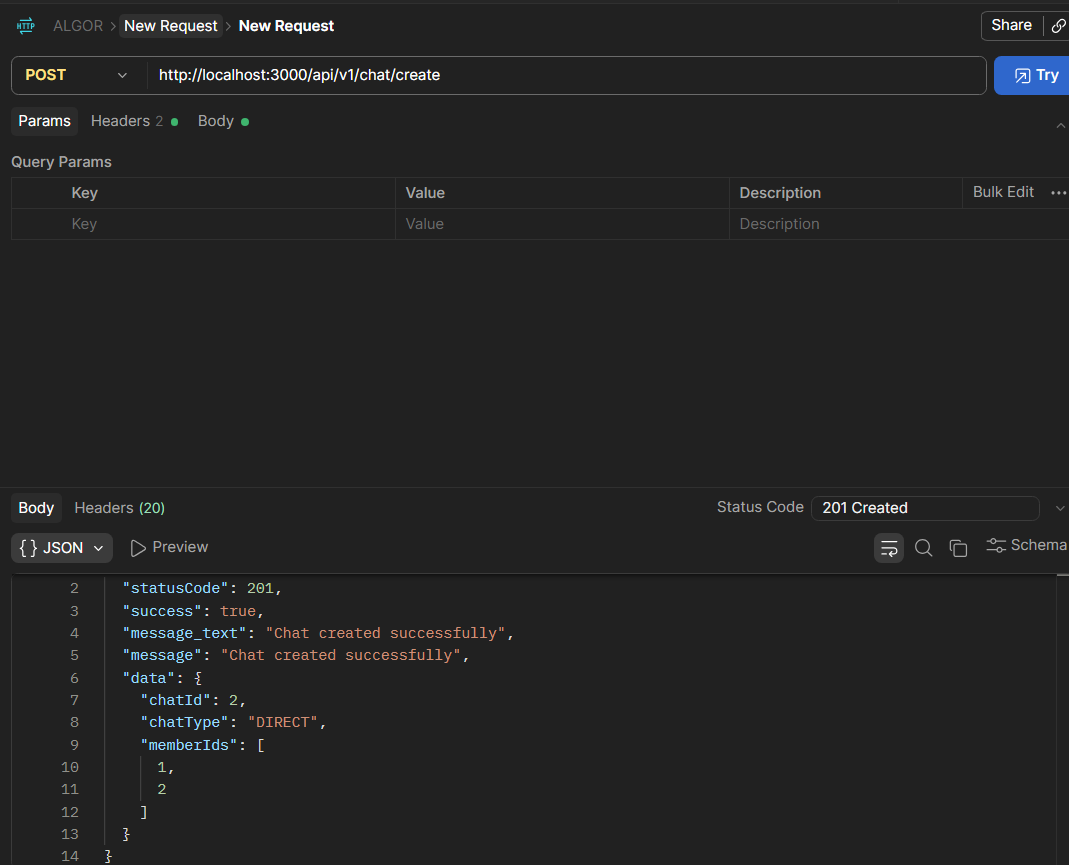 HTTP ALGOR > New Request > New Request Share
POST http://localhost:3000/api/v1/chat/create Try
Params Headers 2 Body
Query Params
Key Value Description Bulk Edit
Key Value Description
Body Headers (20) Status Code 201 Created
{} JSON Preview Schema
2 "statusCode": 201,
3 "success": true,
4 "message_text": "Chat created successfully",
5 "message": "Chat created successfully",
6 "data": {
7 "chatId": 2,
8 "chatType": "DIRECT",
9 "memberIds": [
10 1,
11 2
12 ]
13 }
14 }